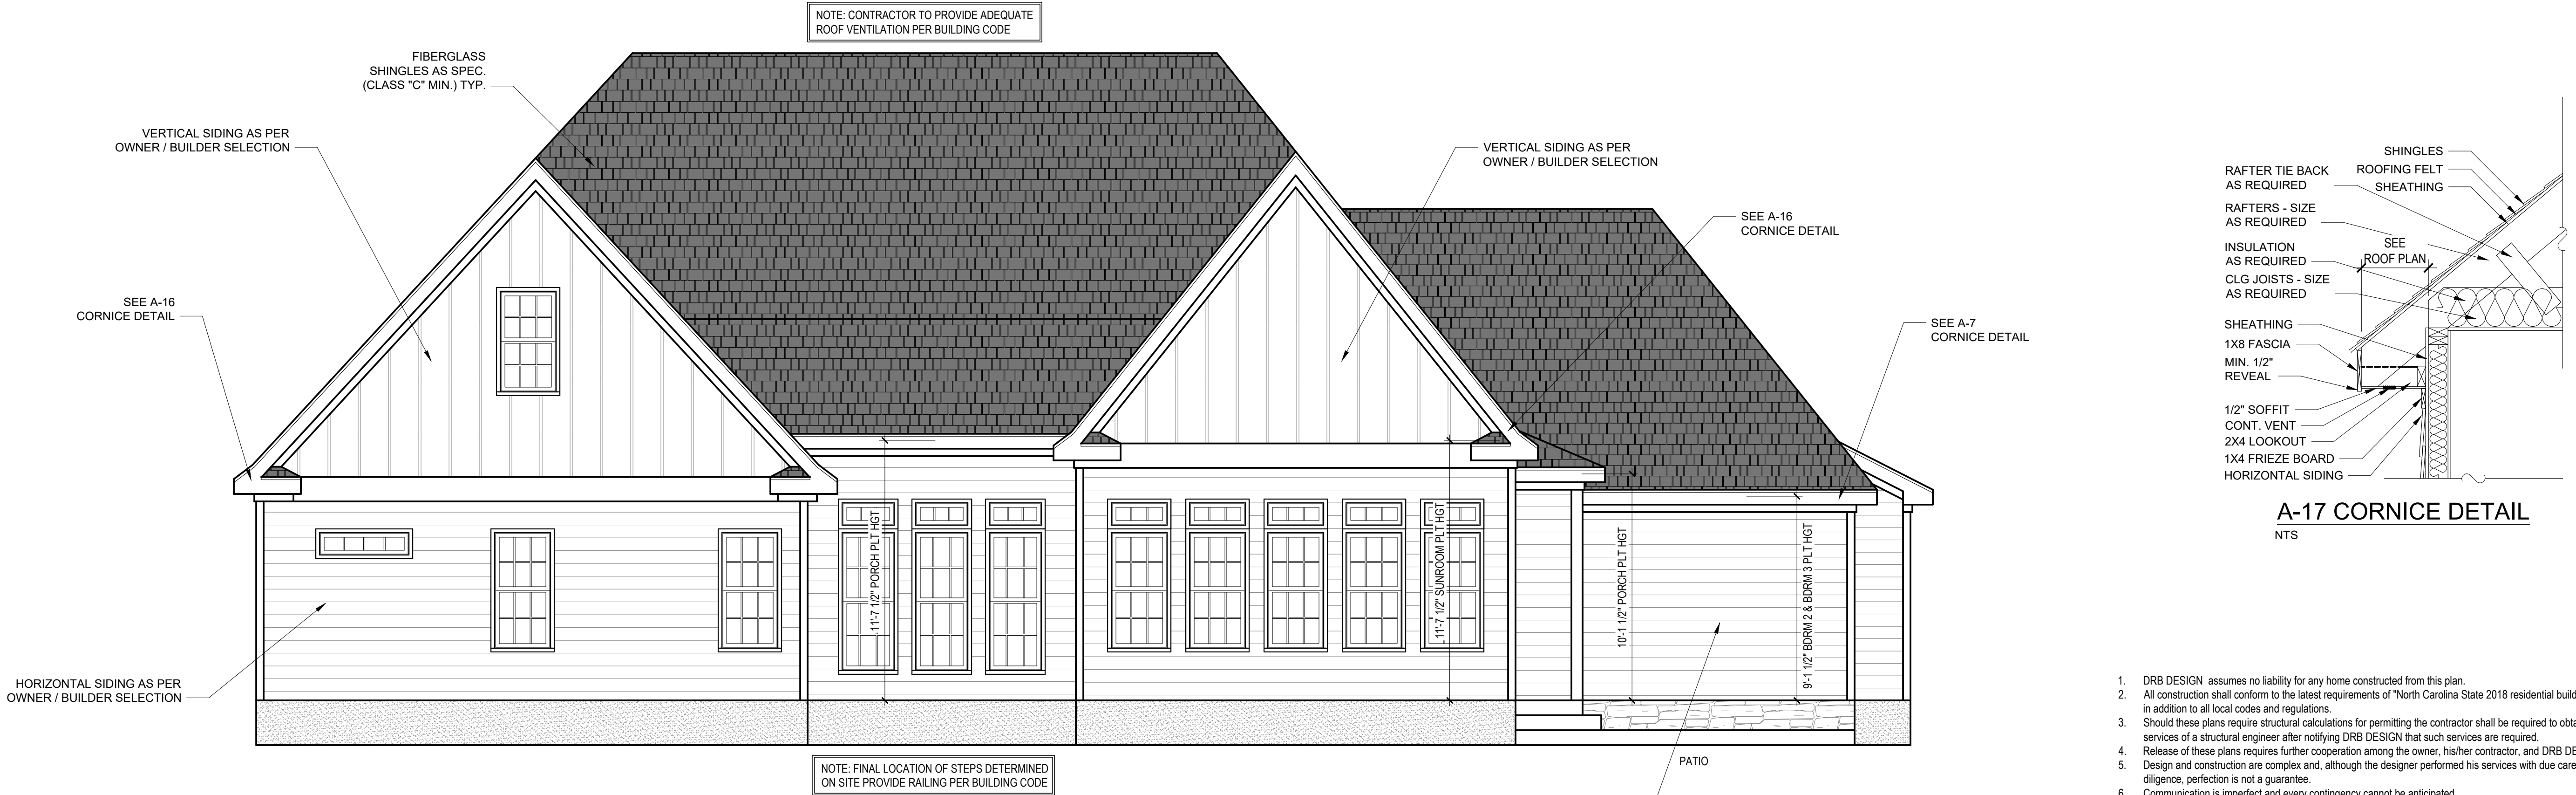 NOTE: CONTRACTOR TO PROVIDE ADEQUATE
ROOF VENTILATION PER BUILDING CODE
FIBERGLASS
SHINGLES AS SPEC.
(CLASS "C" MIN.) TYP.
VERTICAL SIDING AS PER
OWNER / BUILDER SELECTION
SEE A-16
CORNICE DETAIL
HORIZONTAL SIDING AS PER
OWNER / BUILDER SELECTION
VERTICAL SIDING AS PER
OWNER / BUILDER SELECTION
SEE A-16
CORNICE DETAIL
SEE A-7
CORNICE DETAIL
11'-7 1/2" PORCH PLT HGT
11'-7 1/2" SUNROOM PLT HGT
10'-1 1/2" PORCH PLT HGT
9'-1 1/2" BDRM 2 & BDRM 3 PLT HGT
NOTE: FINAL LOCATION OF STEPS DETERMINED
ON SITE PROVIDE RAILING PER BUILDING CODE
PATIO
SHINGLES
ROOFING FELT
SHEATHING
RAFTER TIE BACK
AS REQUIRED
RAFTERS - SIZE
AS REQUIRED
SEE
ROOF PLAN
INSULATION
AS REQUIRED
CLG JOISTS - SIZE
AS REQUIRED
SHEATHING
1X8 FASCIA
MIN. 1/2"
REVEAL
1/2" SOFFIT
CONT. VENT
2X4 LOOKOUT
1X4 FRIEZE BOARD
HORIZONTAL SIDING
A-17 CORNICE DETAIL
NTS
1. DRB DESIGN assumes no liability for any home constructed from this plan.
2. All construction shall conform to the latest requirements of "North Carolina State 2018 residential build
in addition to all local codes and regulations.
3. Should these plans require structural calculations for permitting the contractor shall be required to obta
services of a structural engineer after notifying DRB DESIGN that such services are required.
4. Release of these plans requires further cooperation among the owner, his/her contractor, and DRB DE
5. Design and construction are complex and, although the designer performed his services with due care
diligence, perfection is not a guarantee.
6. Communication is imperfect and every contingency cannot be anticipated.